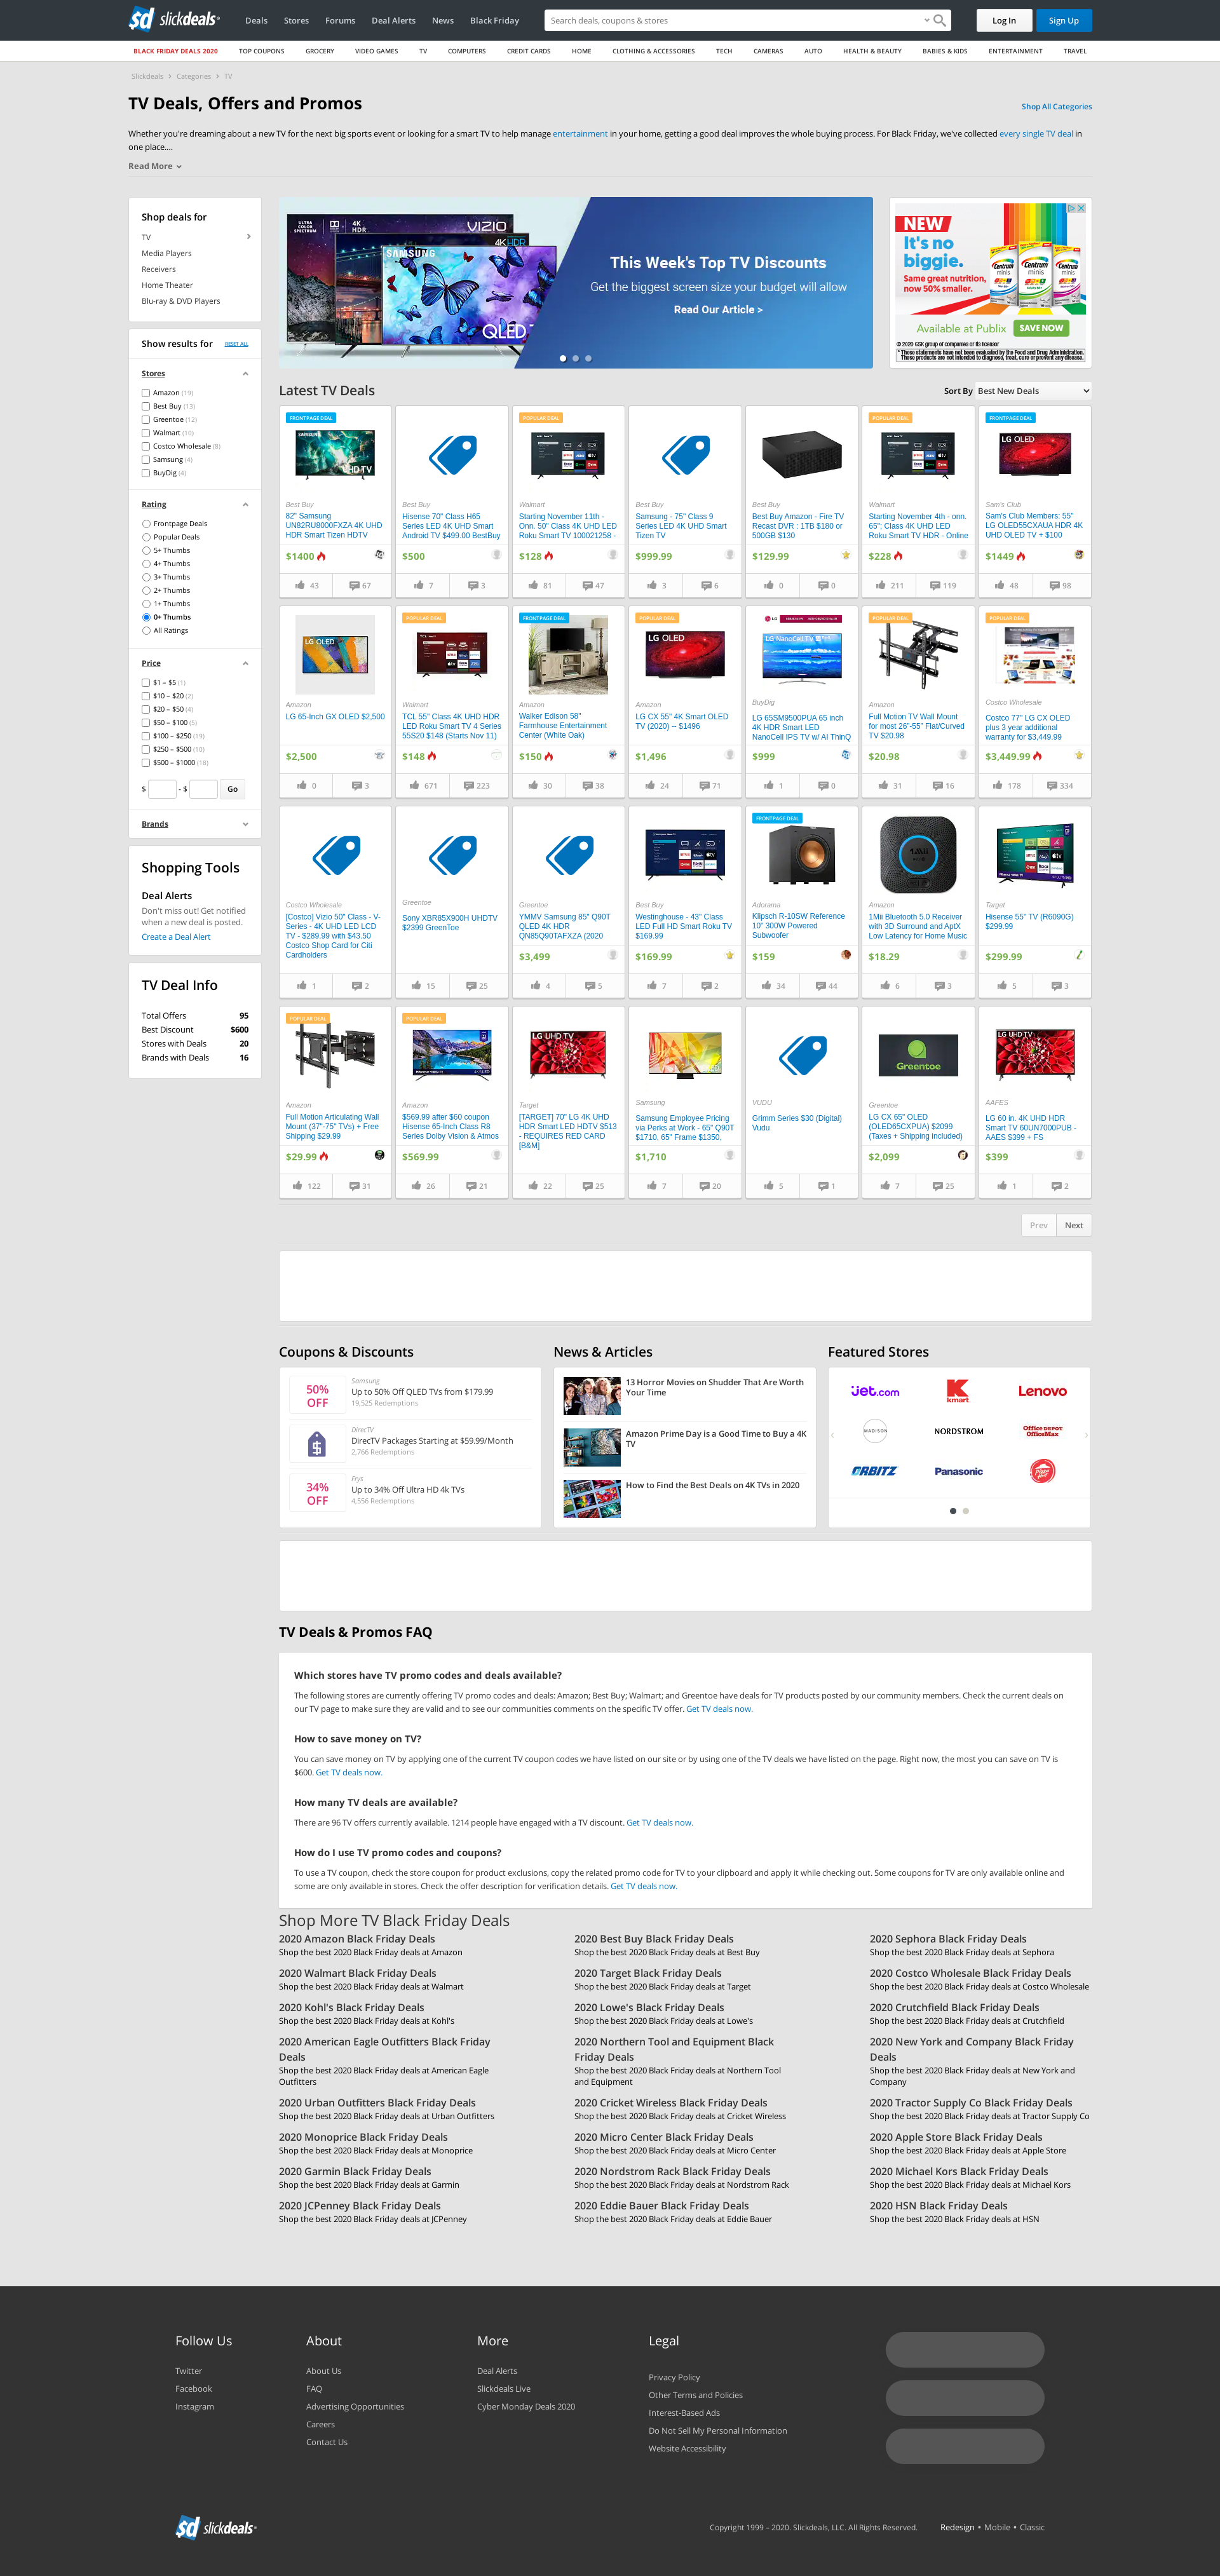 slickdeals
Deals Stores Forums Deal Alerts News Black Friday
Search deals, coupons & stores
Log In
Sign Up
BLACK FRIDAY DEALS 2020 TOP COUPONS GROCERY VIDEO GAMES TV COMPUTERS CREDIT CARDS HOME CLOTHING & ACCESSORIES TECH CAMERAS AUTO HEALTH & BEAUTY BABIES & KIDS ENTERTAINMENT TRAVEL
Slickdeals › Categories › TV
TV Deals, Offers and Promos
Shop All Categories
Whether you're dreaming about a new TV for the next big sports event or looking for a smart TV to help manage entertainment in your home, getting a good deal improves the whole buying process. For Black Friday, we've collected every single TV deal in
one place....
Read More
Shop deals for
TV
Media Players
Receivers
Home Theater
Blu-ray & DVD Players
Show results for RESET ALL
Stores
Amazon (19)
Best Buy (13)
Greentoe (12)
Walmart (10)
Costco Wholesale (8)
Samsung (4)
BuyDig (4)
Rating
Frontpage Deals
Popular Deals
5+ Thumbs
4+ Thumbs
3+ Thumbs
2+ Thumbs
1+ Thumbs
0+ Thumbs
All Ratings
Price
$1 – $5 (1)
$10 – $20 (2)
$20 – $50 (4)
$50 – $100 (5)
$100 – $250 (19)
$250 – $500 (10)
$500 – $1000 (18)
$ - $ Go
Brands
Shopping Tools
Deal Alerts
Don't miss out! Get notified
when a new deal is posted.
Create a Deal Alert
TV Deal Info
Total Offers 95
Best Discount $600
Stores with Deals 20
Brands with Deals 16
ULTRA COLOR SPECTRUM
4K HDR
VIZIO
4KHDR
SAMSUNG
QLED
This Week's Top TV Discounts
Get the biggest screen size your budget will allow
Read Our Article >
NEW
It's no
biggie.
Same great nutrition,
now 50% smaller.
Centrum minis
Available at Publix SAVE NOW
© 2020 GSK group of companies or its licensor
* These statements have not been evaluated by the Food and Drug Administration.
These products are not intended to diagnose, treat, cure or prevent any disease.
Latest TV Deals
Sort By Best New Deals
FRONTPAGE DEAL
Best Buy
82" Samsung
UN82RU8000FXZA 4K UHD
HDR Smart Tizen HDTV
$1400
43 67
Best Buy
Hisense 70" Class H65
Series LED 4K UHD Smart
Android TV $499.00 BestBuy
$500
7 3
POPULAR DEAL
Walmart
Starting November 11th -
Onn. 50" Class 4K UHD LED
Roku Smart TV 100021258 -
$128
81 47
Best Buy
Samsung - 75" Class 9
Series LED 4K UHD Smart
Tizen TV
$999.99
3 6
Best Buy
Best Buy Amazon - Fire TV
Recast DVR : 1TB $180 or
500GB $130
$129.99
0 0
POPULAR DEAL
Walmart
Starting November 4th - onn.
65"; Class 4K UHD LED
Roku Smart TV HDR - Online
$228
211 119
FRONTPAGE DEAL
LG OLED
Sam's Club
Sam's Club Members: 55"
LG OLED55CXAUA HDR 4K
UHD OLED TV + $100
$1449
48 98
LG OLED
Amazon
LG 65-Inch GX OLED $2,500
$2,500
0 3
POPULAR DEAL
Walmart
TCL 55" Class 4K UHD HDR
LED Roku Smart TV 4 Series
55S20 $148 (Starts Nov 11)
$148
671 223
FRONTPAGE DEAL
Amazon
Walker Edison 58"
Farmhouse Entertainment
Center (White Oak)
$150
30 38
POPULAR DEAL
LG OLED
Amazon
LG CX 55" 4K Smart OLED
TV (2020) -- $1496
$1,496
24 71
LG NanoCell TV
BuyDig
LG 65SM9500PUA 65 inch
4K HDR Smart LED
NanoCell IPS TV w/ AI ThinQ
$999
1 0
POPULAR DEAL
Amazon
Full Motion TV Wall Mount
for most 26"-55" Flat/Curved
TV $20.98
$20.98
31 16
POPULAR DEAL
Costco Wholesale
Costco 77" LG CX OLED
plus 3 year additional
warranty for $3,449.99
$3,449.99
178 334
Costco Wholesale
[Costco] Vizio 50" Class - V-
Series - 4K UHD LED LCD
TV - $289.99 with $43.50
Costco Shop Card for Citi
Cardholders
1 2
Greentoe
Sony XBR85X900H UHDTV
$2399 GreenToe
15 25
Greentoe
YMMV Samsung 85" Q90T
QLED 4K HDR
QN85Q90TAFXZA (2020
$3,499
4 5
Best Buy
Westinghouse - 43" Class
LED Full HD Smart Roku TV
$169.99
$169.99
7 2
FRONTPAGE DEAL
Adorama
Klipsch R-10SW Reference
10" 300W Powered
Subwoofer
$159
34 44
1Mii
Amazon
1Mii Bluetooth 5.0 Receiver
with 3D Surround and AptX
Low Latency for Home Music
$18.29
6 3
Target
Hisense 55" TV (R6090G)
$299.99
$299.99
5 3
POPULAR DEAL
Amazon
Full Motion Articulating Wall
Mount (37"-75" TVs) + Free
Shipping $29.99
$29.99
122 31
POPULAR DEAL
Amazon
$569.99 after $60 coupon
Hisense 65-Inch Class R8
Series Dolby Vision & Atmos
$569.99
26 21
LG UHD TV
Target
[TARGET] 70" LG 4K UHD
HDR Smart LED HDTV $513
- REQUIRES RED CARD
[B&M]
22 25
Samsung
Samsung Employee Pricing
via Perks at Work - 65" Q90T
$1710, 65" Frame $1350,
$1,710
7 20
VUDU
Grimm Series $30 (Digital)
Vudu
5 1
Greentoe
Greentoe
LG CX 65" OLED
(OLED65CXPUA) $2099
(Taxes + Shipping included)
$2,099
7 25
LG UHD TV
AAFES
LG 60 in. 4K UHD HDR
Smart TV 60UN7000PUB -
AAES $399 + FS
$399
1 2
Prev Next
Coupons & Discounts
50%
OFF
Samsung
Up to 50% Off QLED TVs from $179.99
19,525 Redemptions
DirecTV
DirecTV Packages Starting at $59.99/Month
2,766 Redemptions
34%
OFF
Frys
Up to 34% Off Ultra HD 4k TVs
4,556 Redemptions
News & Articles
13 Horror Movies on Shudder That Are Worth
Your Time
Amazon Prime Day is a Good Time to Buy a 4K
TV
How to Find the Best Deals on 4K TVs in 2020
Featured Stores
jet.com kmart Lenovo
MADISON NORDSTROM Office DEPOT OfficeMax
ORBITZ Panasonic Pizza Hut
TV Deals & Promos FAQ
Which stores have TV promo codes and deals available?
The following stores are currently offering TV promo codes and deals: Amazon; Best Buy; Walmart; and Greentoe have deals for TV products posted by our community members. Check the current deals on
our TV page to make sure they are valid and to see our communities comments on the specific TV offer. Get TV deals now.
How to save money on TV?
You can save money on TV by applying one of the current TV coupon codes we have listed on our site or by using one of the TV deals we have listed on the page. Right now, the most you can save on TV is
$600. Get TV deals now.
How many TV deals are available?
There are 96 TV offers currently available. 1214 people have engaged with a TV discount. Get TV deals now.
How do I use TV promo codes and coupons?
To use a TV coupon, check the store coupon for product exclusions, copy the related promo code for TV to your clipboard and apply it while checking out. Some coupons for TV are only available online and
some are only available in stores. Check the offer description for verification details. Get TV deals now.
Shop More TV Black Friday Deals
2020 Amazon Black Friday Deals
Shop the best 2020 Black Friday deals at Amazon
2020 Best Buy Black Friday Deals
Shop the best 2020 Black Friday deals at Best Buy
2020 Sephora Black Friday Deals
Shop the best 2020 Black Friday deals at Sephora
2020 Walmart Black Friday Deals
Shop the best 2020 Black Friday deals at Walmart
2020 Target Black Friday Deals
Shop the best 2020 Black Friday deals at Target
2020 Costco Wholesale Black Friday Deals
Shop the best 2020 Black Friday deals at Costco Wholesale
2020 Kohl's Black Friday Deals
Shop the best 2020 Black Friday deals at Kohl's
2020 Lowe's Black Friday Deals
Shop the best 2020 Black Friday deals at Lowe's
2020 Crutchfield Black Friday Deals
Shop the best 2020 Black Friday deals at Crutchfield
2020 American Eagle Outfitters Black Friday
Deals
Shop the best 2020 Black Friday deals at American Eagle
Outfitters
2020 Northern Tool and Equipment Black
Friday Deals
Shop the best 2020 Black Friday deals at Northern Tool
and Equipment
2020 New York and Company Black Friday
Deals
Shop the best 2020 Black Friday deals at New York and
Company
2020 Urban Outfitters Black Friday Deals
Shop the best 2020 Black Friday deals at Urban Outfitters
2020 Cricket Wireless Black Friday Deals
Shop the best 2020 Black Friday deals at Cricket Wireless
2020 Tractor Supply Co Black Friday Deals
Shop the best 2020 Black Friday deals at Tractor Supply Co
2020 Monoprice Black Friday Deals
Shop the best 2020 Black Friday deals at Monoprice
2020 Micro Center Black Friday Deals
Shop the best 2020 Black Friday deals at Micro Center
2020 Apple Store Black Friday Deals
Shop the best 2020 Black Friday deals at Apple Store
2020 Garmin Black Friday Deals
Shop the best 2020 Black Friday deals at Garmin
2020 Nordstrom Rack Black Friday Deals
Shop the best 2020 Black Friday deals at Nordstrom Rack
2020 Michael Kors Black Friday Deals
Shop the best 2020 Black Friday deals at Michael Kors
2020 JCPenney Black Friday Deals
Shop the best 2020 Black Friday deals at JCPenney
2020 Eddie Bauer Black Friday Deals
Shop the best 2020 Black Friday deals at Eddie Bauer
2020 HSN Black Friday Deals
Shop the best 2020 Black Friday deals at HSN
Follow Us
Twitter
Facebook
Instagram
About
About Us
FAQ
Advertising Opportunities
Careers
Contact Us
More
Deal Alerts
Slickdeals Live
Cyber Monday Deals 2020
Legal
Privacy Policy
Other Terms and Policies
Interest-Based Ads
Do Not Sell My Personal Information
Website Accessibility
slickdeals
Copyright 1999 – 2020. Slickdeals, LLC. All Rights Reserved.
Redesign • Mobile • Classic